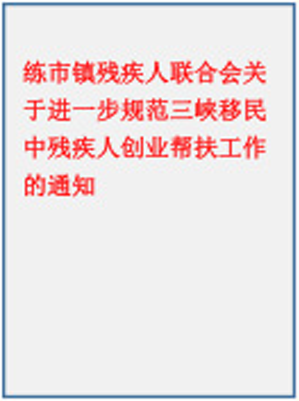 练市镇残疾人联合会关
于进一步规范三峡移民
中残疾人创业帮扶工作
的通知